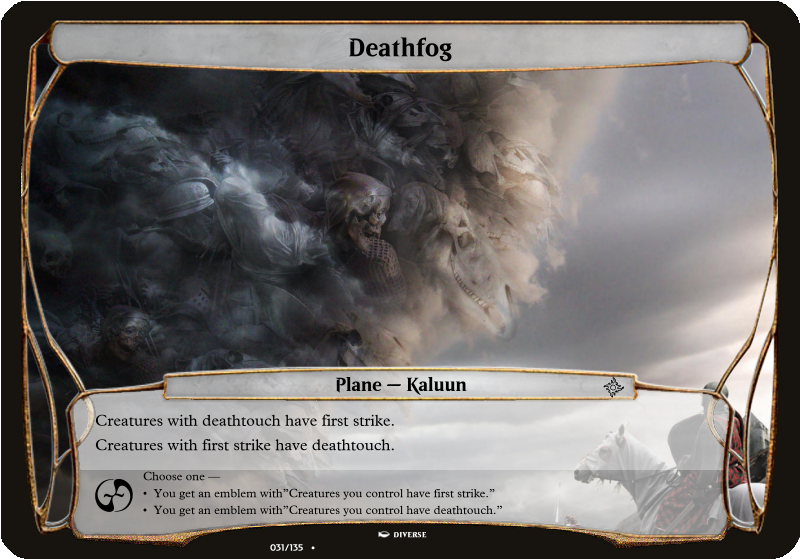 Deathfog
Plane — Kaluun
Creatures with deathtouch have first strike.
Creatures with first strike have deathtouch.
Choose one —
• You get an emblem with”Creatures you control have first strike.”
• You get an emblem with”Creatures you control have deathtouch.”
DIVERSE
031/135 •